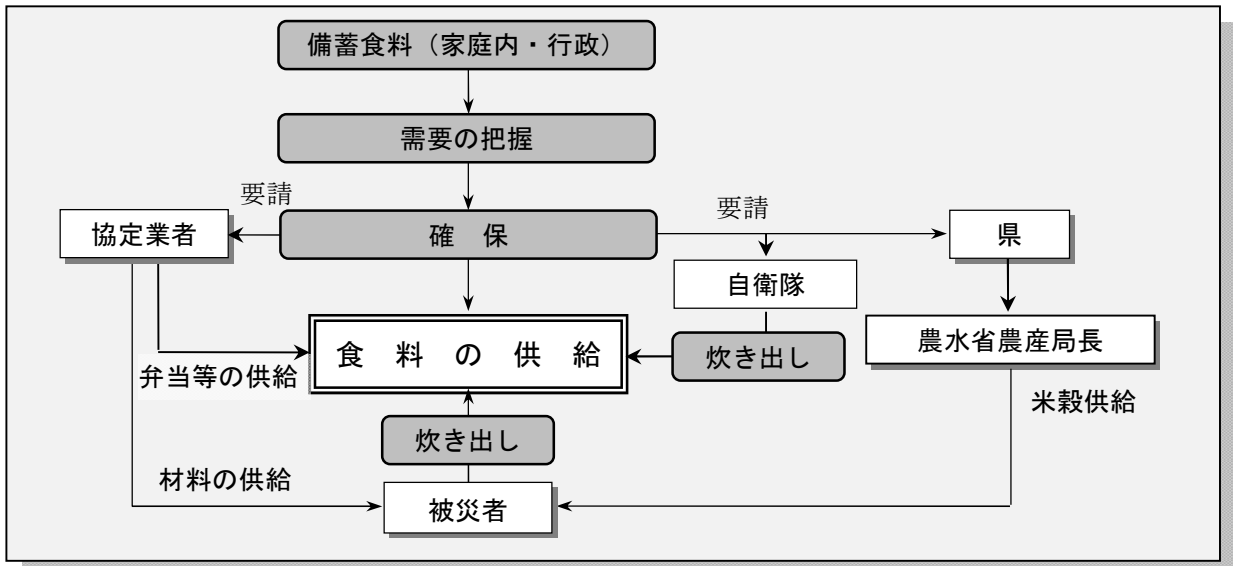 備蓄食料（家庭内・行政）
需要の把握
要請
要請
協定業者
確　保
県
自衛隊
食　料　の　供　給
炊き出し
農水省農産局長
弁当等の供給
米穀供給
炊き出し
材料の供給
被災者